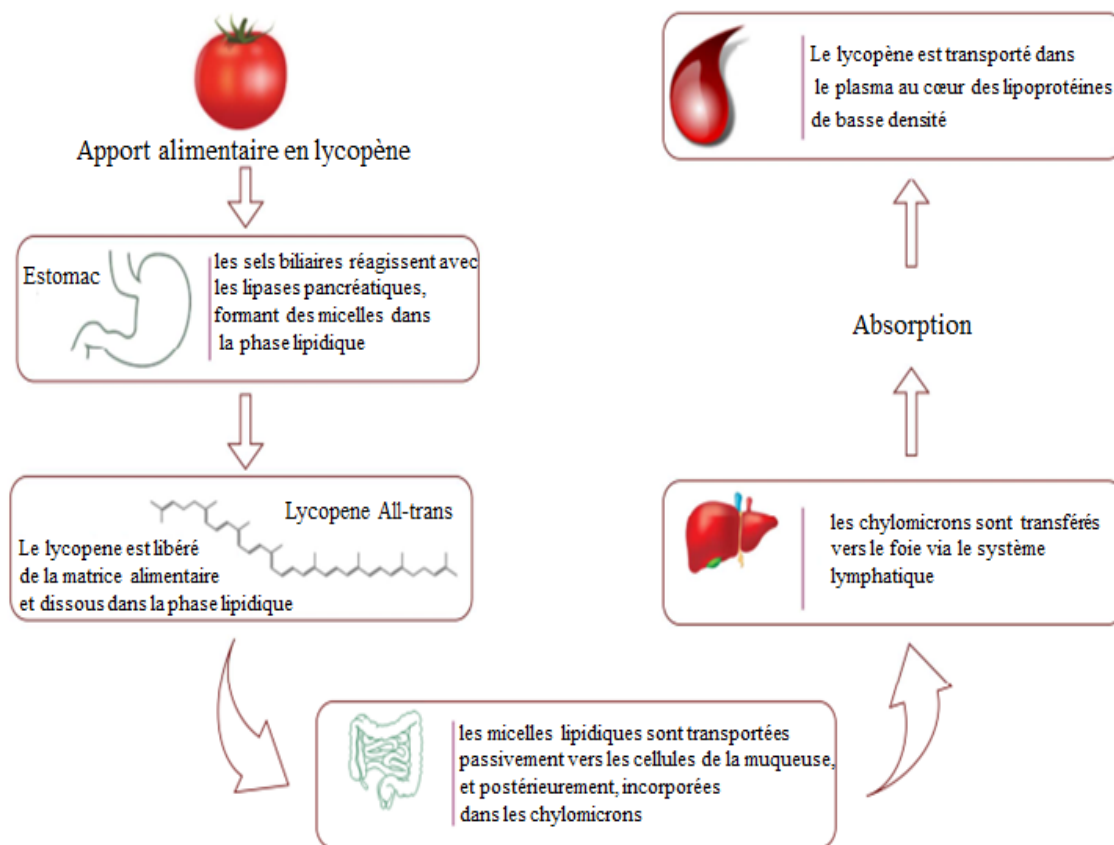 Apport alimentaire en lycopène
Estomac
les sels biliaires réagissent avec
les lipases pancréatiques,
formant des micelles dans
la phase lipidique
Lycopene All-trans
Le lycopene est libéré
de la matrice alimentaire
et dissous dans la phase lipidique
les micelles lipidiques sont transportées
passivement vers les cellules de la muqueuse,
et postérieurement, incorporées
dans les chylomicrons
les chylomicrons sont transférés
vers le foie via le système
lymphatique
Absorption
Le lycopène est transporté dans
le plasma au cœur des lipoprotéines
de basse densité